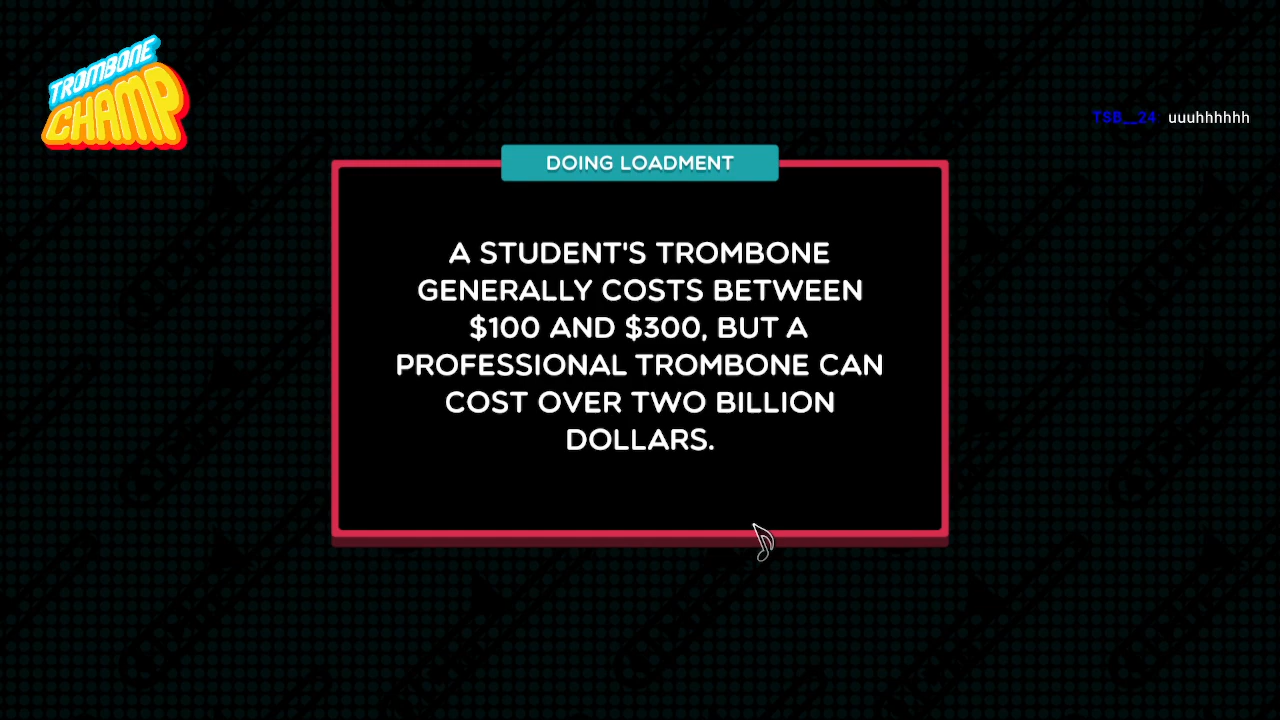 TROMBONE
CHAMP
TSB__24 uuuhhhhhh
DOING LOADMENT
A STUDENT'S TROMBONE
GENERALLY COSTS BETWEEN
$100 AND $300, BUT A
PROFESSIONAL TROMBONE CAN
COST OVER TWO BILLION
DOLLARS.